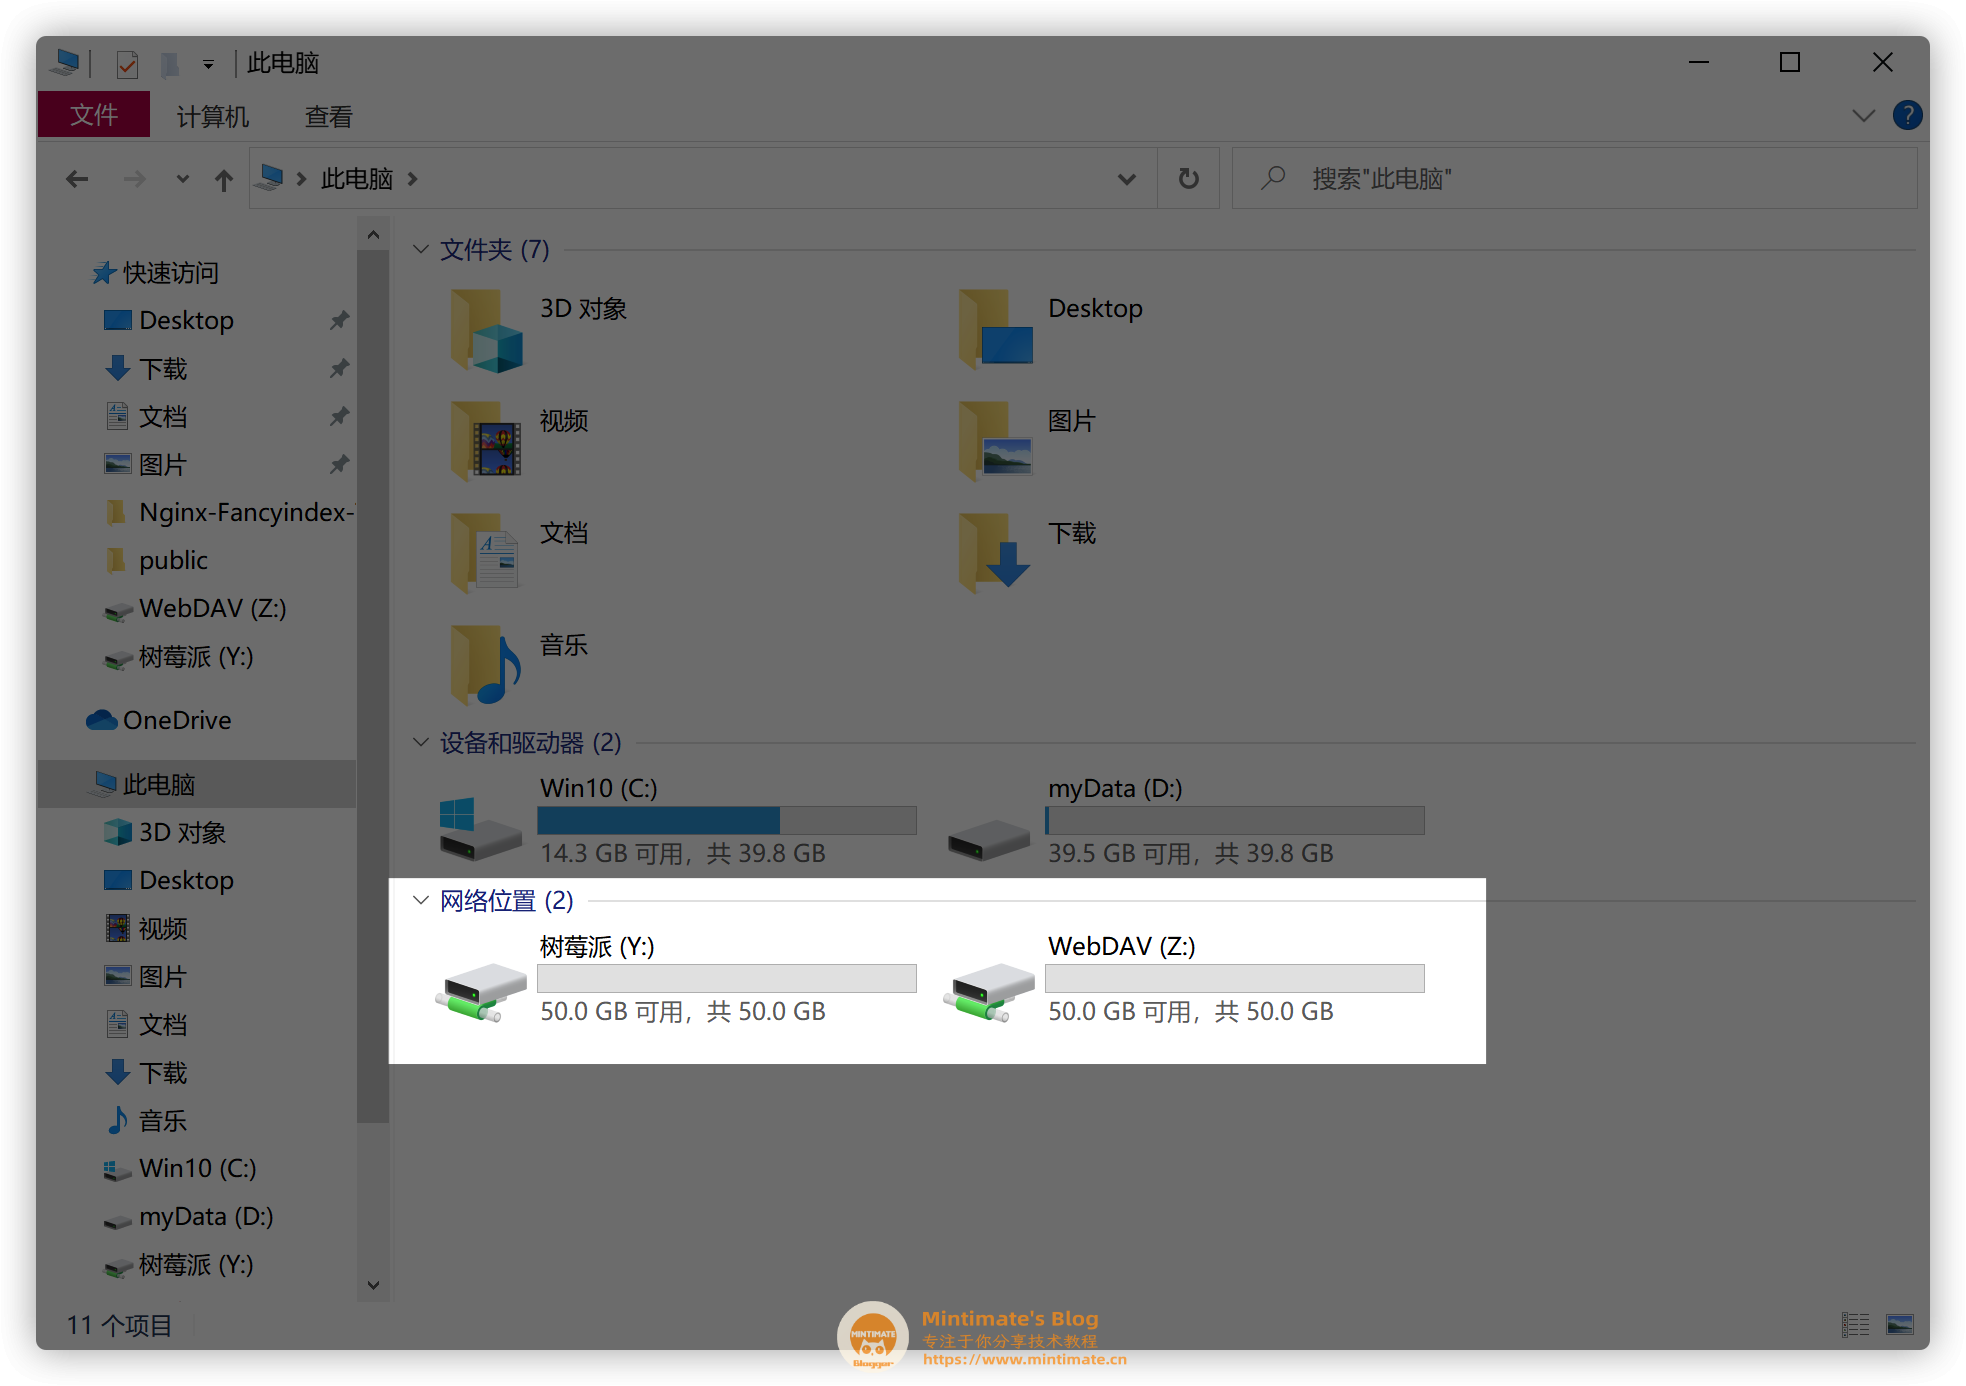 此电脑
文件
计算机
查看
此电脑
搜索"此电脑"
快速访问
Desktop
下载
文档
图片
Nginx-Fancyindex-
public
WebDAV (Z:)
树莓派 (Y:)
OneDrive
此电脑
3D 对象
Desktop
视频
图片
文档
下载
音乐
Win10 (C:)
myData (D:)
树莓派 (Y:)
文件夹 (7)
3D 对象
Desktop
视频
图片
文档
下载
音乐
设备和驱动器 (2)
Win10 (C:)
14.3 GB 可用，共 39.8 GB
myData (D:)
39.5 GB 可用，共 39.8 GB
网络位置 (2)
树莓派 (Y:)
50.0 GB 可用，共 50.0 GB
WebDAV (Z:)
50.0 GB 可用，共 50.0 GB
11 个项目
MINTIMATE
Blogger
Mintimate's Blog
专注于你分享技术教程
https://www.mintimate.cn